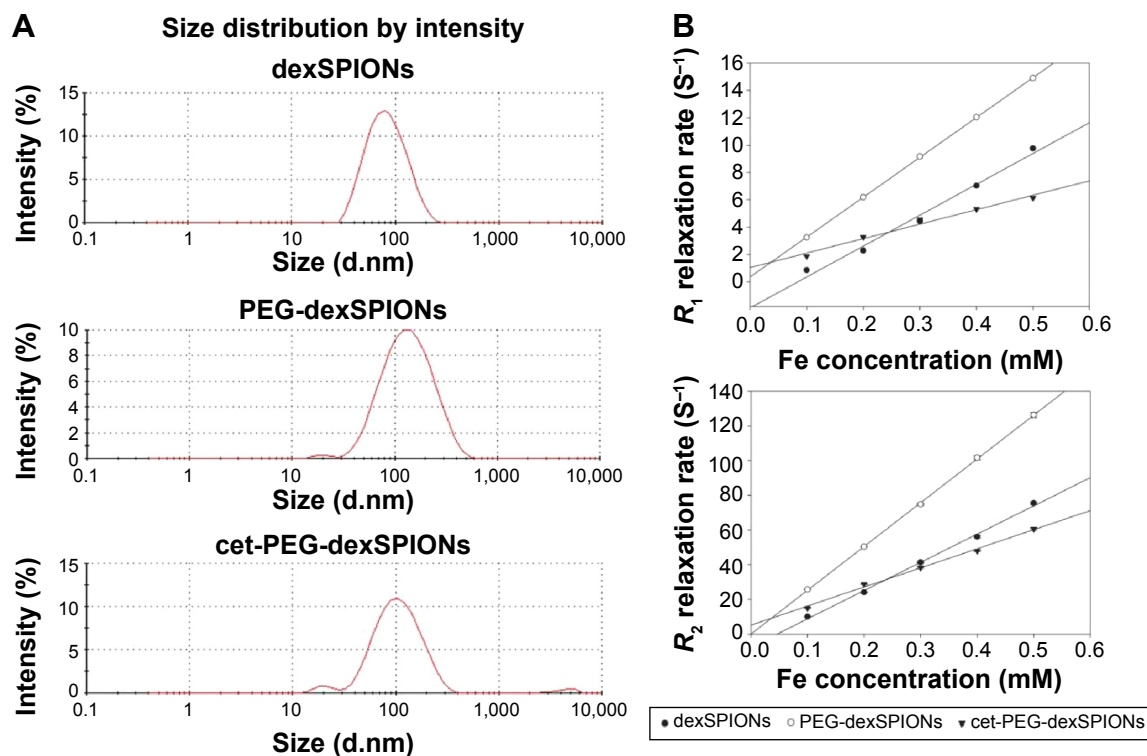 A
Size distribution by intensity
dexSPIONs
Intensity (%)
15
10
5
0
0.1 1 10 100 1,000 10,000
Size (d.nm)
PEG-dexSPIONs
Intensity (%)
10
8
6
4
2
0
0.1 1 10 100 1,000 10,000
Size (d.nm)
cet-PEG-dexSPIONs
Intensity (%)
15
10
5
0
0.1 1 10 100 1,000 10,000
Size (d.nm)
B
R₁ relaxation rate (S⁻¹)
16
14
12
10
8
6
4
2
0
0.0 0.1 0.2 0.3 0.4 0.5 0.6
Fe concentration (mM)
R₂ relaxation rate (S⁻¹)
140
120
100
80
60
40
20
0
0.0 0.1 0.2 0.3 0.4 0.5 0.6
Fe concentration (mM)
dexSPIONs PEG-dexSPIONs cet-PEG-dexSPIONs